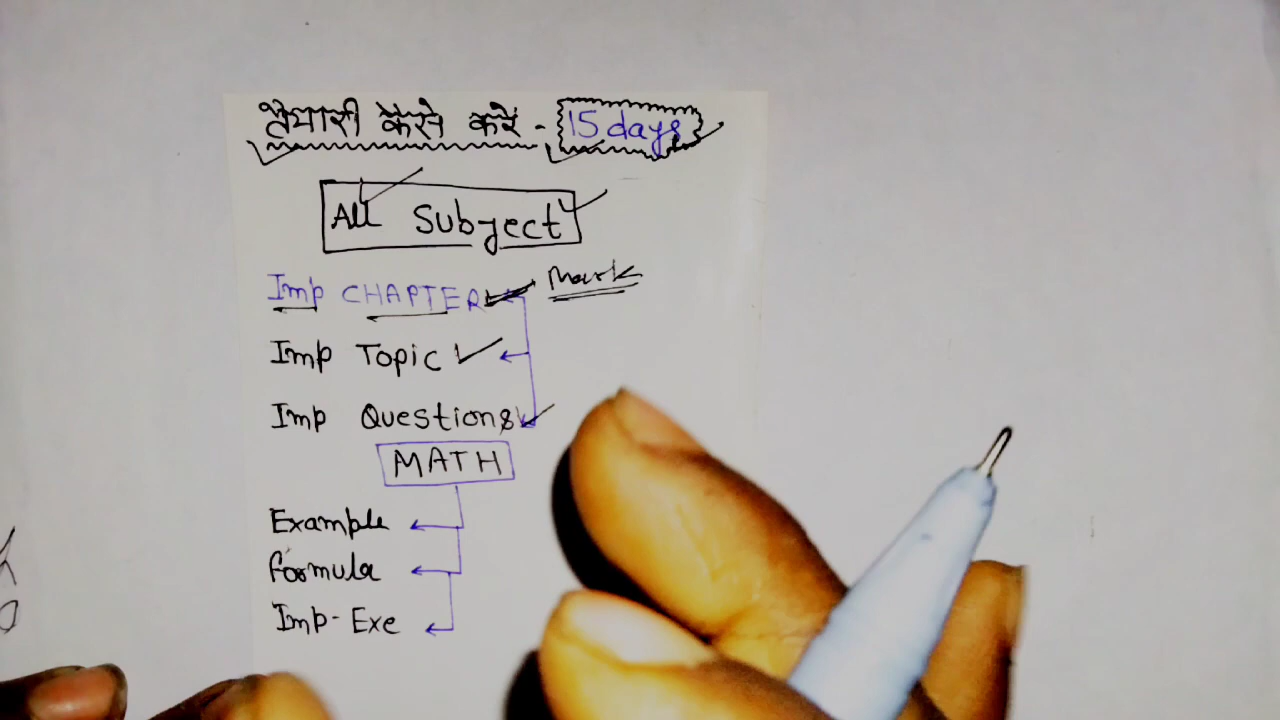 तैयारी कैसे करें - 15 days
All Subject
Imp CHAPTER Mark
Imp Topic
Imp Questions
MATH
Example
formula
Imp-Exe